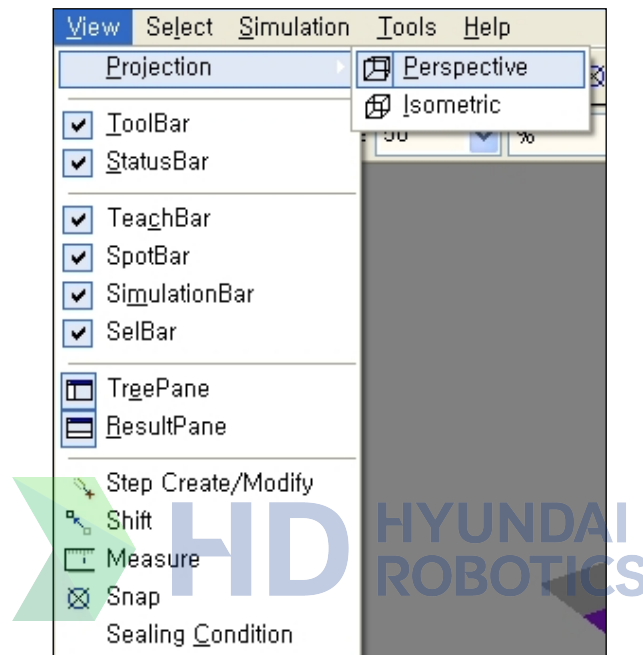 View Select Simulation Tools Help
Projection
Perspective
Isometric
ToolBar
%
StatusBar
TeachBar
SpotBar
SimulationBar
SelBar
TreePane
ResultPane
Step Create/Modify
Shift
Measure
Snap
Sealing Condition
HD HYUNDAI
ROBOTICS